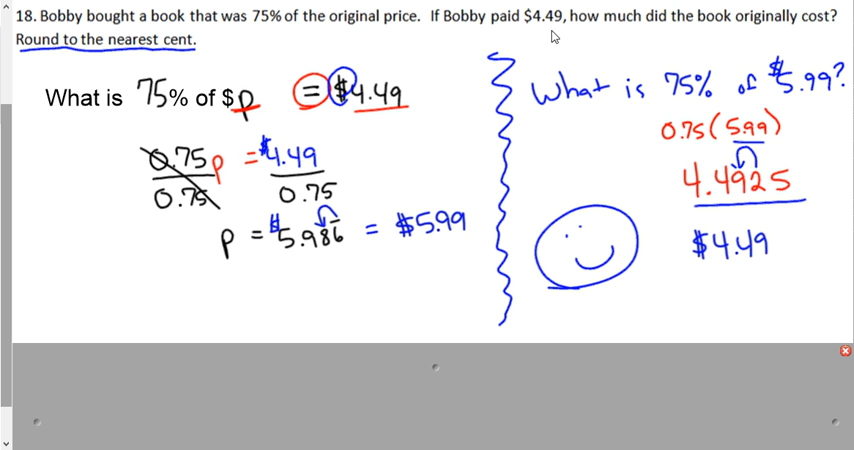 18. Bobby bought a book that was 75% of the original price. If Bobby paid $4.49, how much did the book originally cost?
Round to the nearest cent.
What is 75% of $p = $4.49
0.75p = $4.49
0.75 0.75
p = $5.986̅ = $5.99
What is 75% of $5.99?
0.75(5.99)
4.4925
$4.49